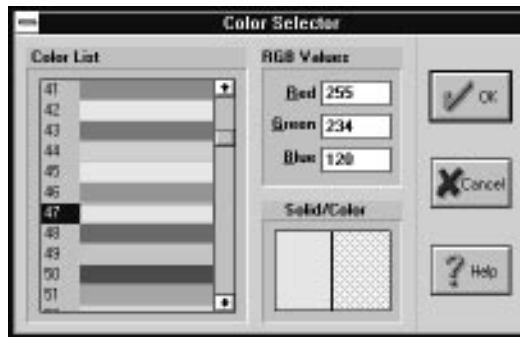 Color Selector
Color List
41
42
43
44
45
46
47
48
49
50
51
RGB Values
Red 255
Green 234
Blue 120
Solid/Color
OK
Cancel
Help